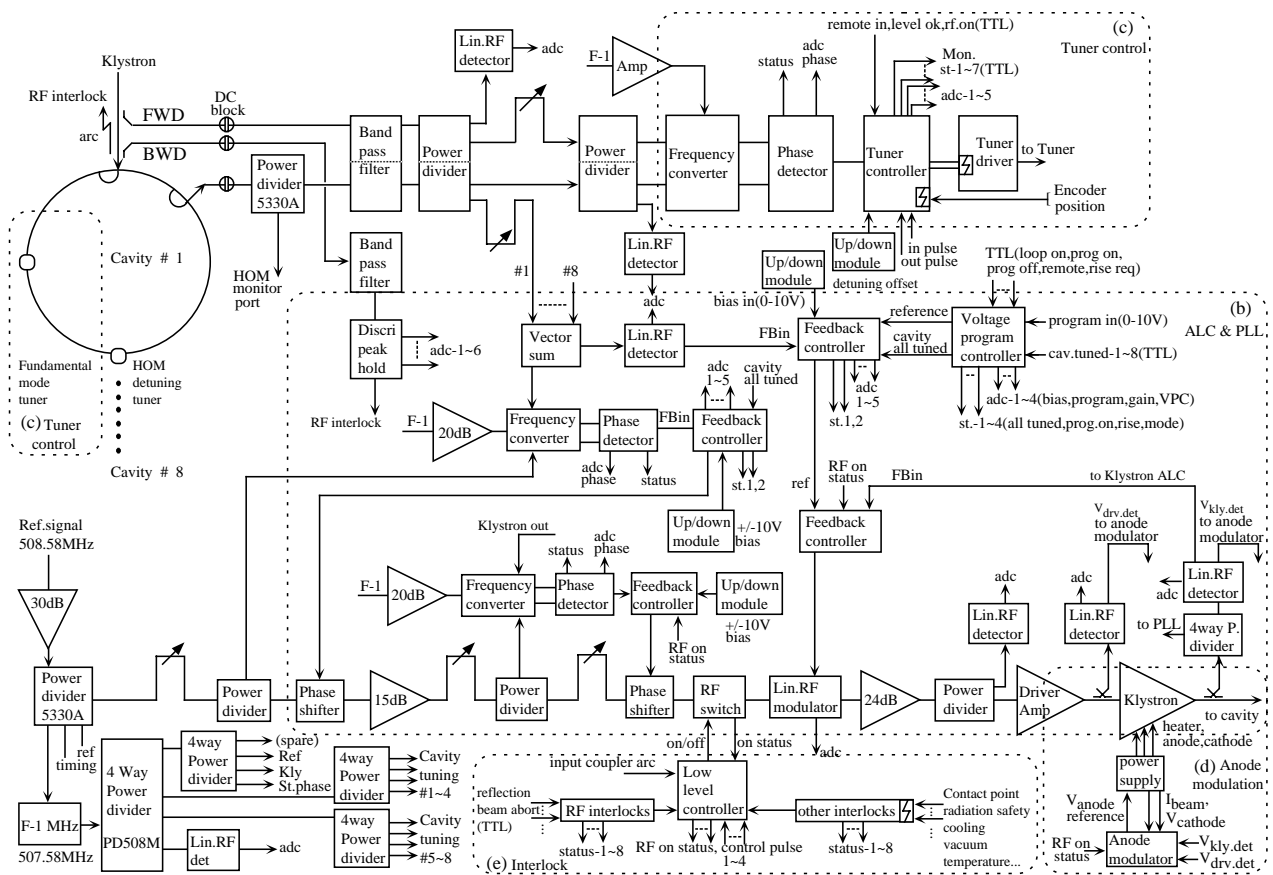 remote in,level ok,rf.on(TTL)
(c)
Tuner control
Klystron
RF interlock
arc
FWD
BWD
DC
block
Lin.RF
detector
adc
F-1
Amp
status
adc
phase
Mon.
st-1~7(TTL)
adc-1~5
Power
divider
5330A
Band
pass
filter
Power
divider
Power
divider
Frequency
converter
Phase
detector
Tuner
controller
Tuner
driver
to Tuner
Encoder
position
Cavity # 1
HOM
monitor
port
Band
pass
filter
#1
#8
Lin.RF
detector
adc
Up/down
module
bias in(0-10V)
Up/down
module
detuning offset
in pulse
out pulse
TTL(loop on,prog on,
prog off,remote,rise req)
(b)
ALC & PLL
Fundamental
mode
tuner
HOM
detuning
tuner
(c) Tuner
control
Cavity # 8
Discri
peak
hold
adc-1~6
RF interlock
Vector
sum
Lin.RF
detector
FBin
Feedback
controller
reference
cavity
all tuned
Voltage
program
controller
program in(0-10V)
cav.tuned-1~8(TTL)
adc
1~5
st.1,2
adc-1~4(bias,program,gain,VPC)
st.-1~4(all tuned,prog.on,rise,mode)
F-1
20dB
Frequency
converter
Phase
detector
FBin
adc
1~5
cavity
all tuned
Feedback
controller
adc
phase
status
st.1,2
Up/down
module
+/-10V
bias
ref
RF on
status
FBin
to Klystron ALC
Feedback
controller
Vdrv.det
to anode
modulator
Vkly.det
to anode
modulator
Ref.signal
508.58MHz
30dB
Klystron out
status
adc
phase
F-1
20dB
Frequency
converter
Phase
detector
Feedback
controller
Up/down
module
+/-10V
bias
RF on
status
adc
Lin.RF
detector
adc
Lin.RF
detector
adc
Lin.RF
detector
to PLL
4way P.
divider
Power
divider
5330A
Power
divider
Phase
shifter
15dB
Power
divider
Phase
shifter
RF
switch
Lin.RF
modulator
24dB
Power
divider
Driver
Amp
Klystron
to cavity
ref
timing
on/off
on status
adc
heater,
anode,cathode
4 Way
Power
divider
PD508M
4way
Power
divider
(spare)
Ref
Kly
St.phase
4way
Power
divider
Cavity
tuning
#1~4
4way
Power
divider
Cavity
tuning
#5~8
F-1 MHz
507.58MHz
Lin.RF
det
adc
input coupler arc
reflection
beam abort
(TTL)
RF interlocks
status-1~8
Low
level
controller
RF on status, control pulse
1~4
other interlocks
status-1~8
Contact point
radiation safety
cooling
vacuum
temperature...
(e) Interlock
power
supply
(d) Anode
modulation
Vanode
reference
Ibeam,
Vcathode
RF on
status
Anode
modulator
Vkly.det
Vdrv.det